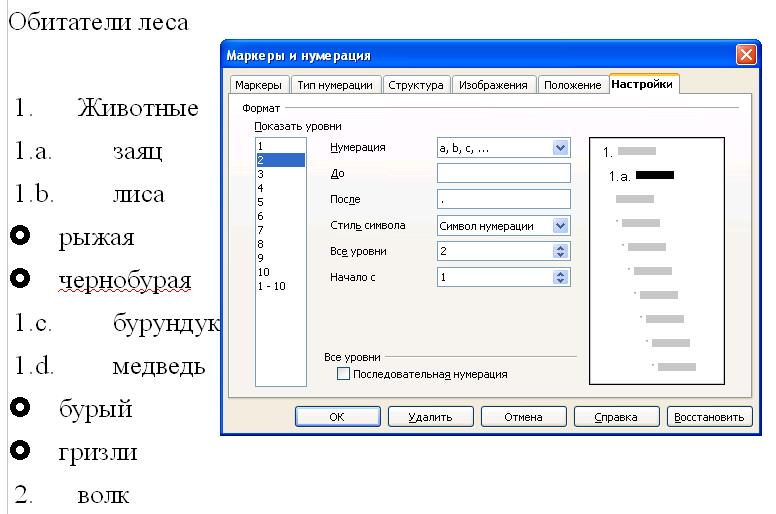 Обитатели леса
1. Животные
1.a. заяц
1.b. лиса
рыжая
чернобурая
1.c. бурундук
1.d. медведь
бурый
гризли
2. волк
Маркеры и нумерация
Маркеры Тип нумерации Структура Изображения Положение Настройки
Формат
Показать уровни
1
2
3
4
5
6
7
8
9
10
1 - 10
Нумерация a, b, c, ...
До
После .
Стиль символа Символ нумерации
Все уровни 2
Начало с 1
Все уровни
Последовательная нумерация
1.
1.a.
ОК Удалить Отмена Справка Восстановить